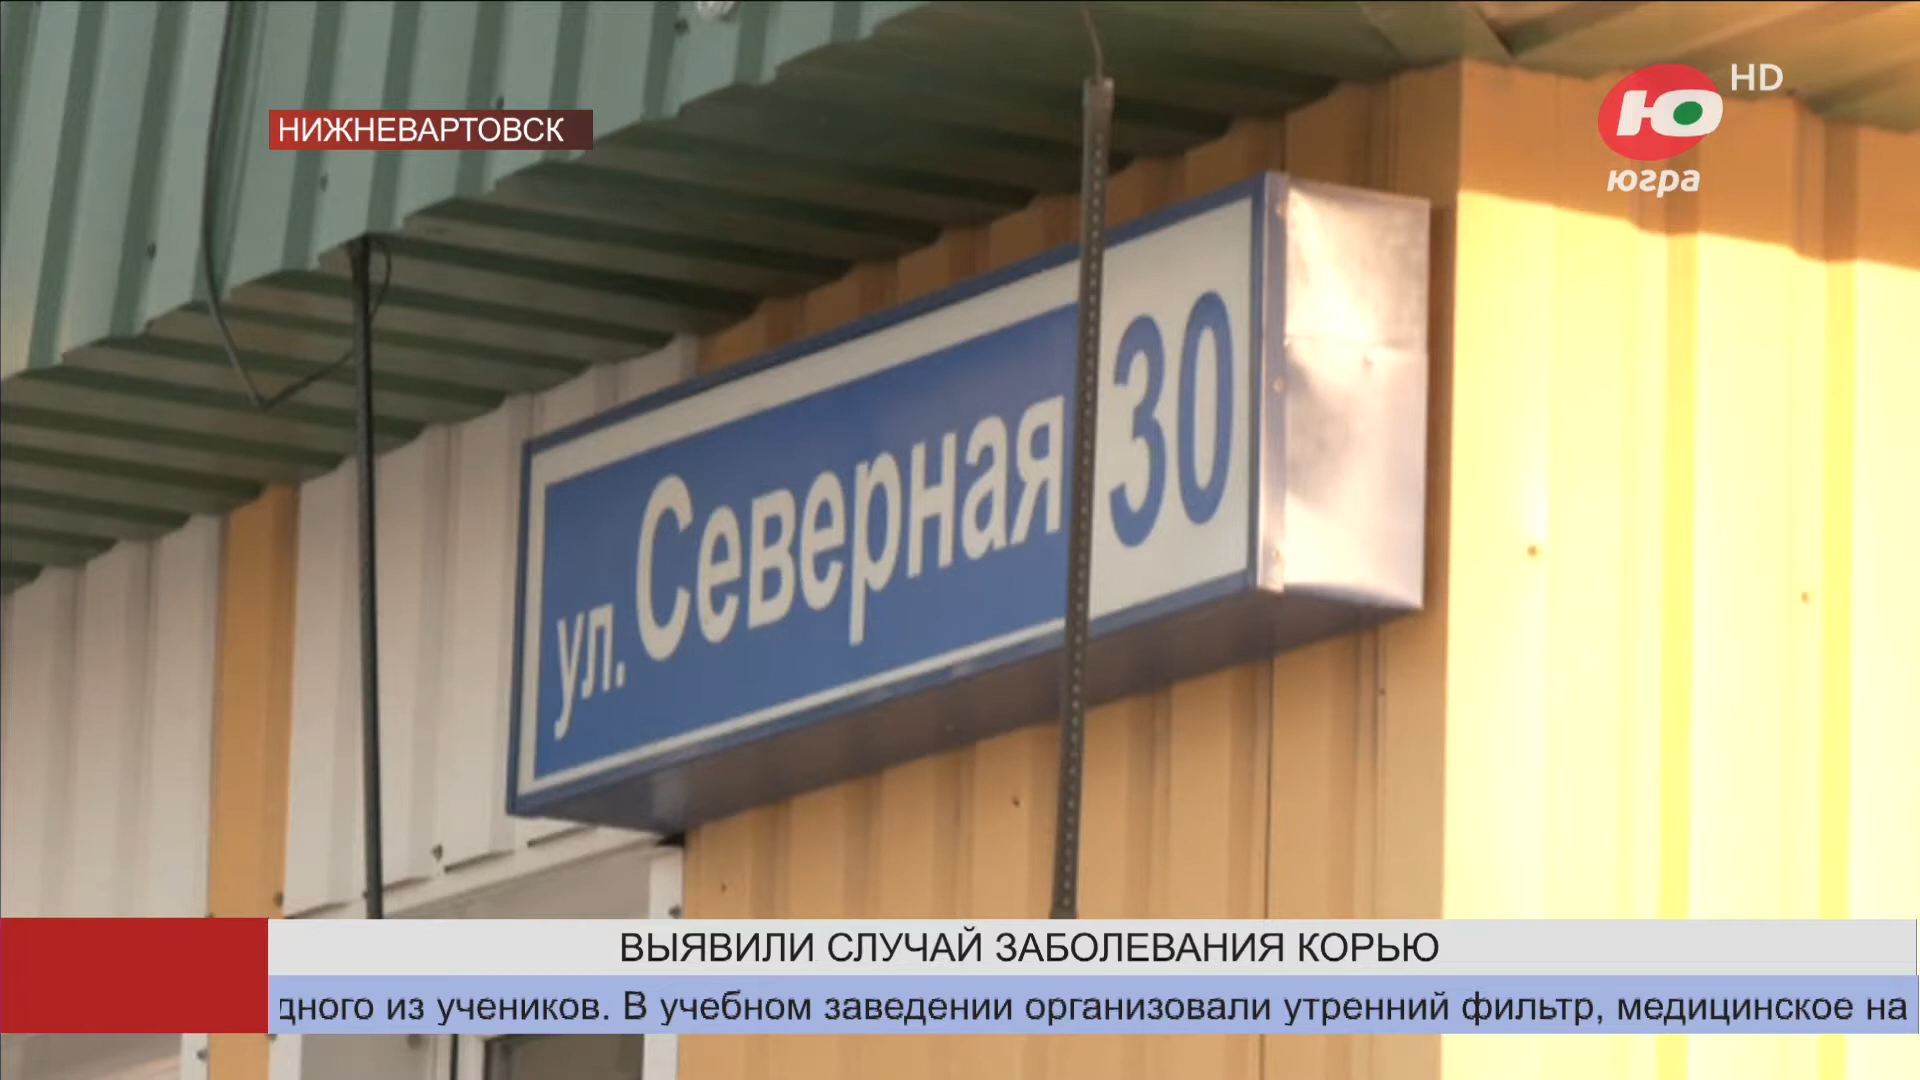 НИЖНЕВАРТОВСК
HD
Ю
югра
ул. Северная 30
ВЫЯВИЛИ СЛУЧАЙ ЗАБОЛЕВАНИЯ КОРЬЮ
дного из учеников. В учебном заведении организовали утренний фильтр, медицинское на